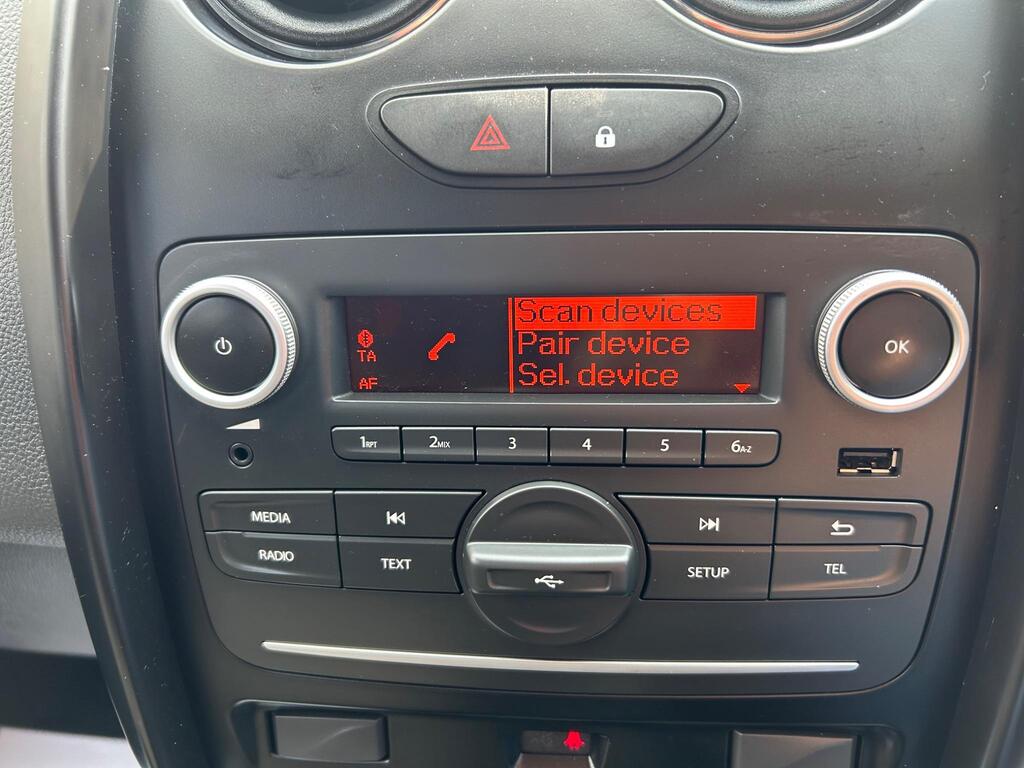 Scan devices
Pair device
Sel. device
TA
AF
OK
1RPT
2MIX
3
4
5
6A-Z
MEDIA
RADIO
TEXT
SETUP
TEL